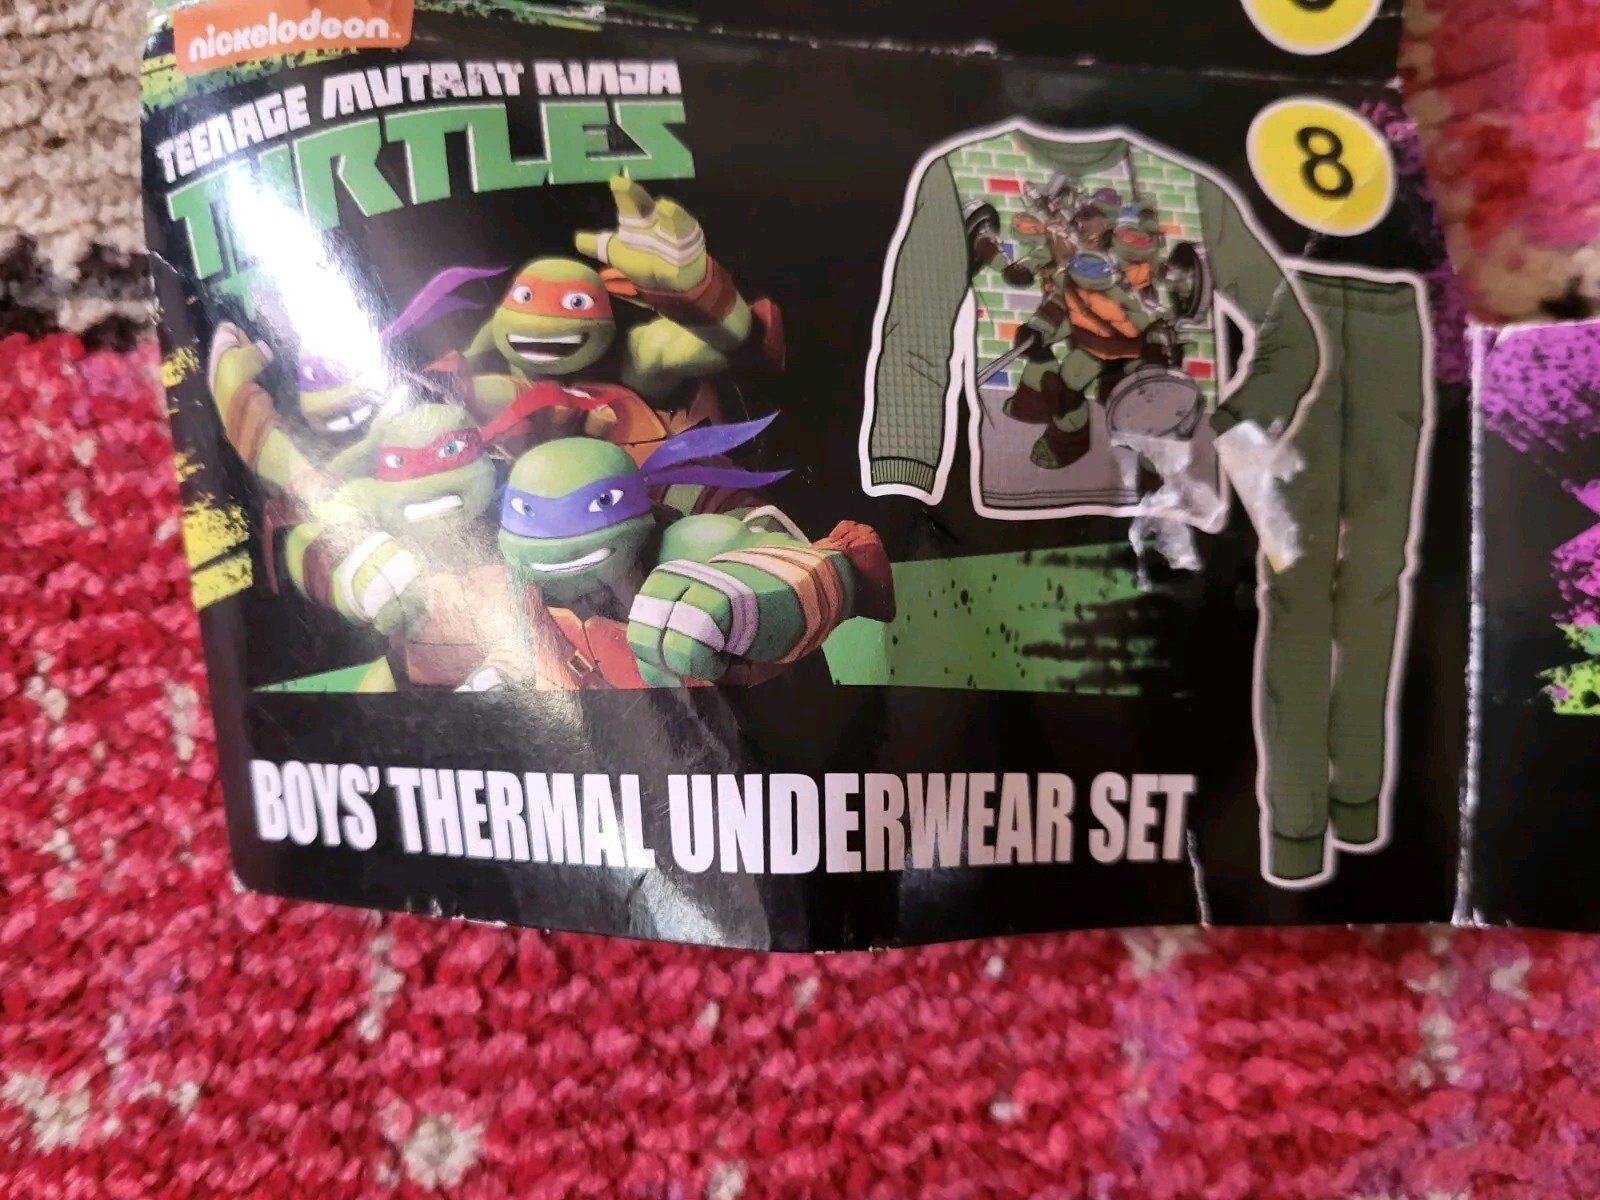 nickelodeon
TEENAGE MUTANT NINJA
TURTLES
8
BOYS' THERMAL UNDERWEAR SET